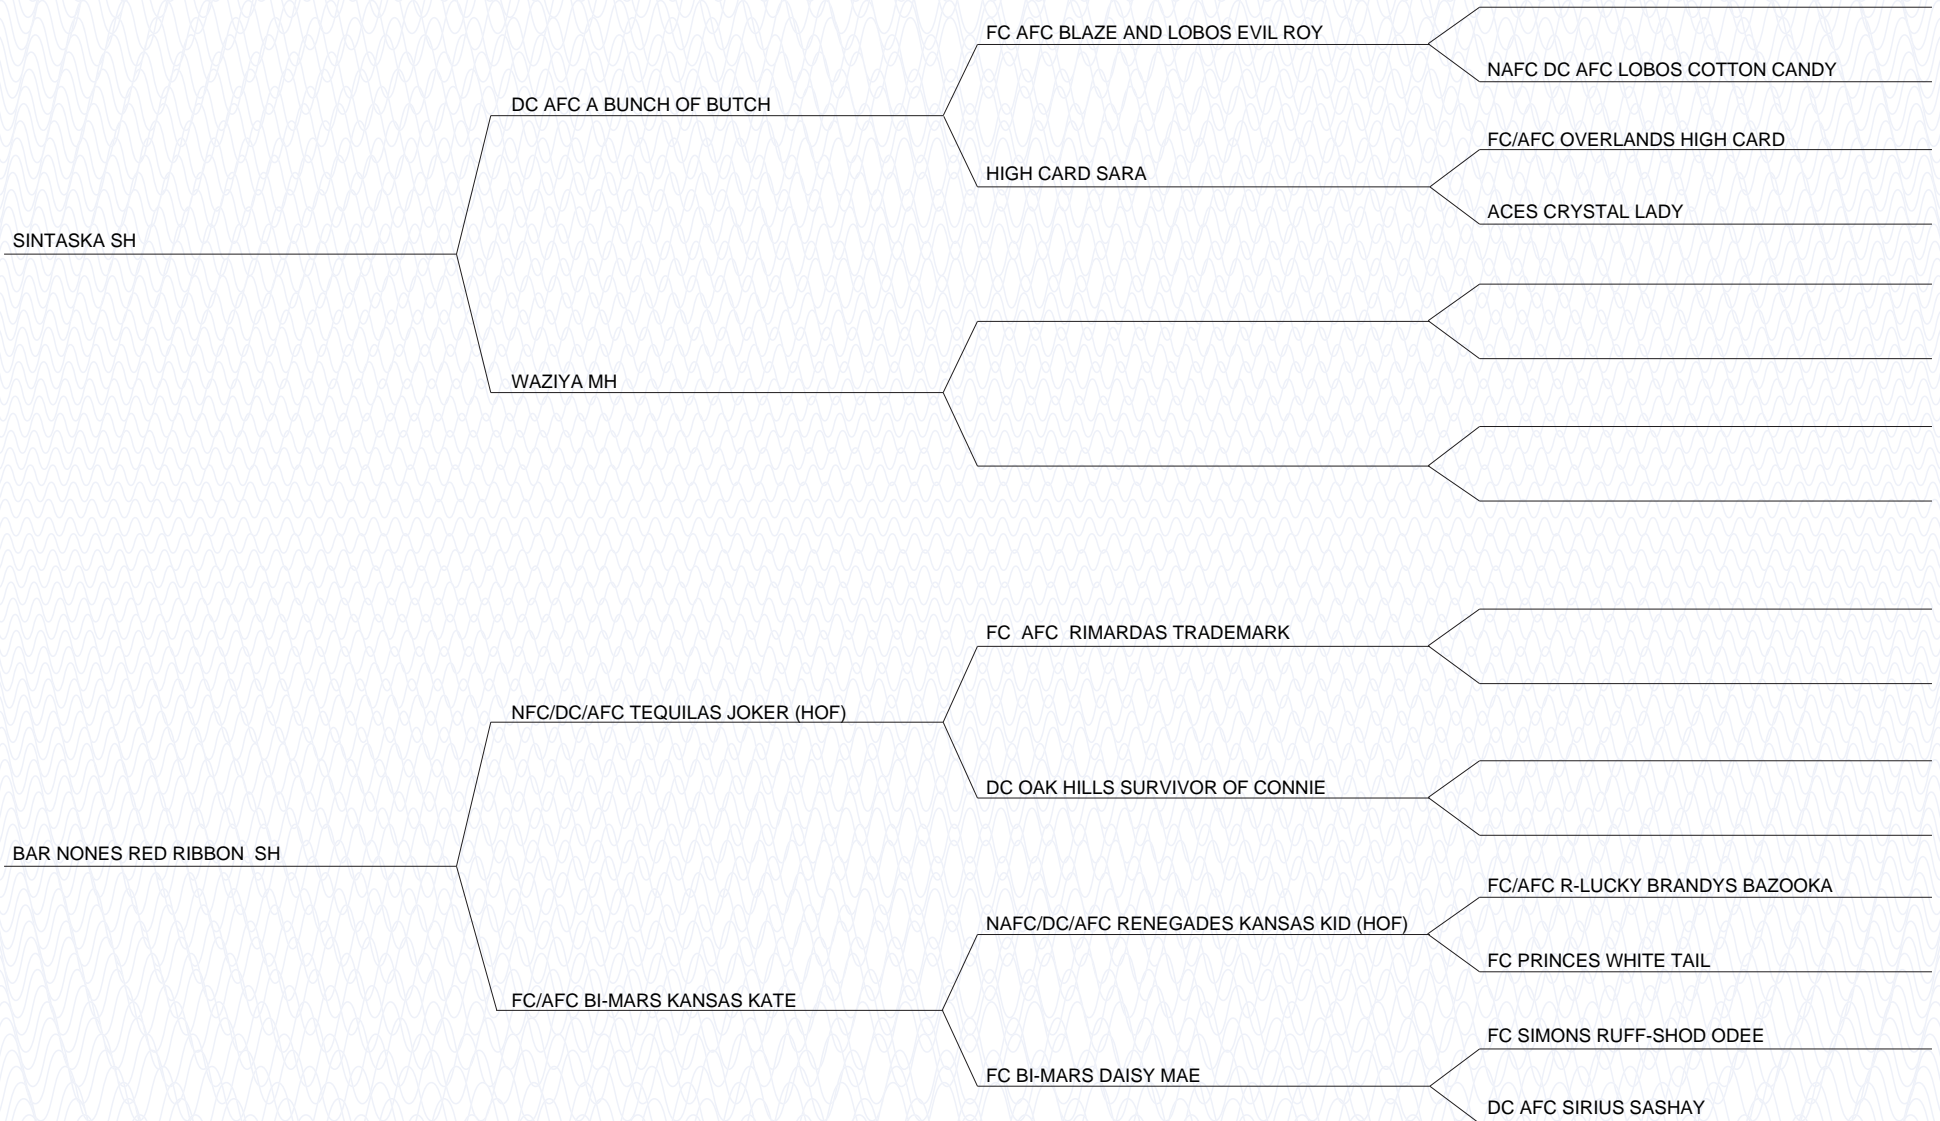 FC AFC BLAZE AND LOBOS EVIL ROY
NAFC DC AFC LOBOS COTTON CANDY
DC AFC A BUNCH OF BUTCH
FC/AFC OVERLANDS HIGH CARD
HIGH CARD SARA
ACES CRYSTAL LADY
SINTASKA SH
WAZIYA MH
FC  AFC  RIMARDAS TRADEMARK
NFC/DC/AFC TEQUILAS JOKER (HOF)
DC OAK HILLS SURVIVOR OF CONNIE
BAR NONES RED RIBBON  SH
FC/AFC R-LUCKY BRANDYS BAZOOKA
NAFC/DC/AFC RENEGADES KANSAS KID (HOF)
FC PRINCES WHITE TAIL
FC/AFC BI-MARS KANSAS KATE
FC SIMONS RUFF-SHOD ODEE
FC BI-MARS DAISY MAE
DC AFC SIRIUS SASHAY